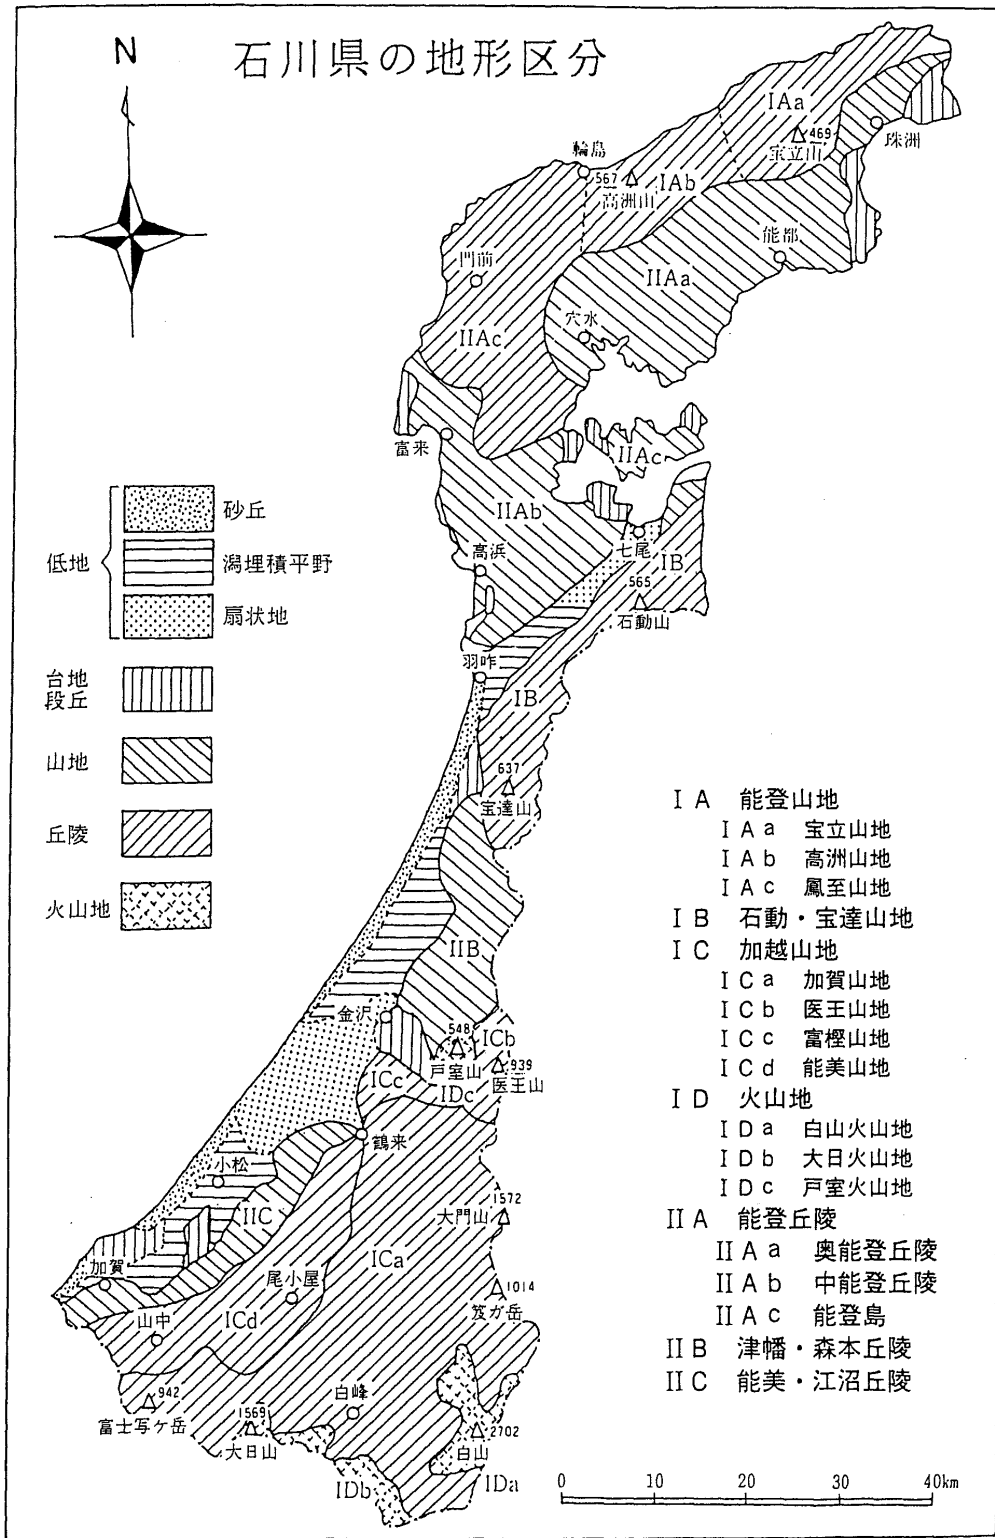 石川県の地形区分
N
IAa
469
宝立山
珠洲
輪島
567
高洲山
IAb
能都
門前
IIAa
穴水
IIAc
富来
IIAc
IIAb
七尾
高浜
IB
565
石動山
羽咋
IB
637
宝達山
IIB
金沢
548
戸室山
ICb
939
医王山
ICc
IDc
鶴来
小松
IIC
1572
大門山
ICa
加賀
尾小屋
1014
笈ガ岳
山中
ICd
942
富士写ケ岳
1569
大日山
白峰
2702
白山
IDb
IDa
低地
砂丘
潟埋積平野
扇状地
台地
段丘
山地
丘陵
火山地
I A 能登山地
I A a 宝立山地
I A b 高洲山地
I A c 鳳至山地
I B 石動・宝達山地
I C 加越山地
I C a 加賀山地
I C b 医王山地
I C c 富樫山地
I C d 能美山地
I D 火山地
I D a 白山火山地
I D b 大日火山地
I D c 戸室火山地
II A 能登丘陵
II A a 奥能登丘陵
II A b 中能登丘陵
II A c 能登島
II B 津幡・森本丘陵
II C 能美・江沼丘陵
0 10 20 30 40km